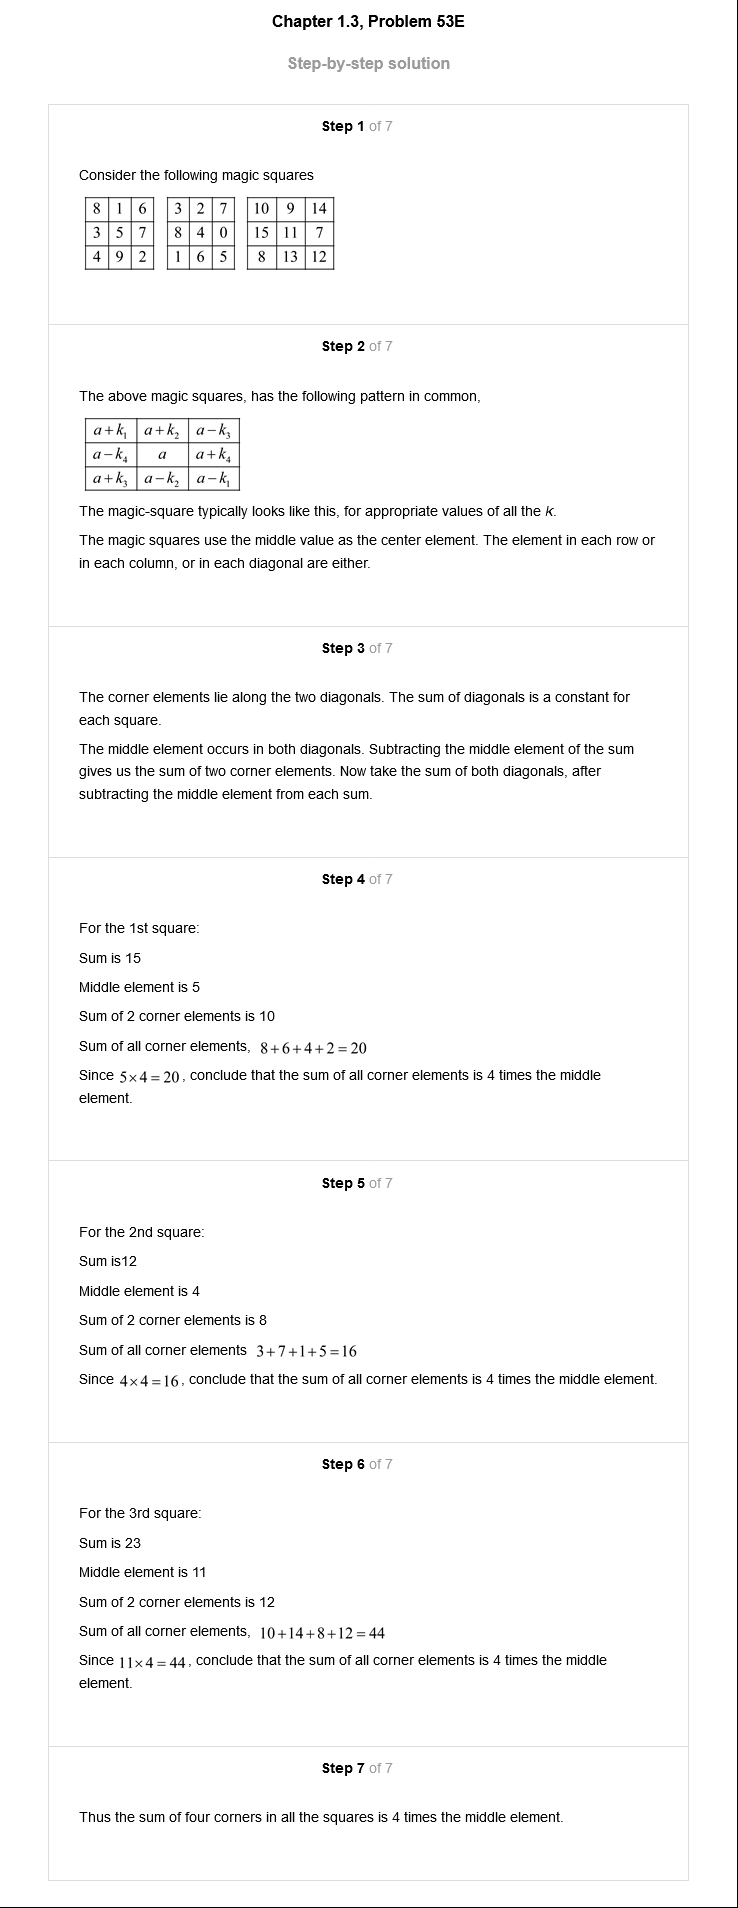 Chapter 1.3, Problem 53E
Step-by-step solution
Step 1 of 7
Consider the following magic squares
8 1 6 3 2 7 10 9 14
3 5 7 8 4 0 15 11 7
4 9 2 1 6 5 8 13 12
Step 2 of 7
The above magic squares, has the following pattern in common,
a+k₁ a+k₂ a−k₃
a−k₄ a a+k₄
a+k₃ a−k₂ a−k₁
The magic-square typically looks like this, for appropriate values of all the K.
The magic squares use the middle value as the center element. The element in each row or
in each column, or in each diagonal are either.
Step 3 of 7
The corner elements lie along the two diagonals. The sum of diagonals is a constant for
each square.
The middle element occurs in both diagonals. Subtracting the middle element of the sum
gives us the sum of two corner elements. Now take the sum of both diagonals, after
subtracting the middle element from each sum.
Step 4 of 7
For the 1st square:
Sum is 15
Middle element is 5
Sum of 2 corner elements is 10
Sum of all corner elements, 8+6+4+2=20
Since 5×4=20, conclude that the sum of all corner elements is 4 times the middle
element.
Step 5 of 7
For the 2nd square:
Sum is12
Middle element is 4
Sum of 2 corner elements is 8
Sum of all corner elements 3+7+1+5=16
Since 4×4=16, conclude that the sum of all corner elements is 4 times the middle element.
Step 6 of 7
For the 3rd square:
Sum is 23
Middle element is 11
Sum of 2 corner elements is 12
Sum of all corner elements, 10+14+8+12=44
Since 11×4=44, conclude that the sum of all corner elements is 4 times the middle
element.
Step 7 of 7
Thus the sum of four corners in all the squares is 4 times the middle element.